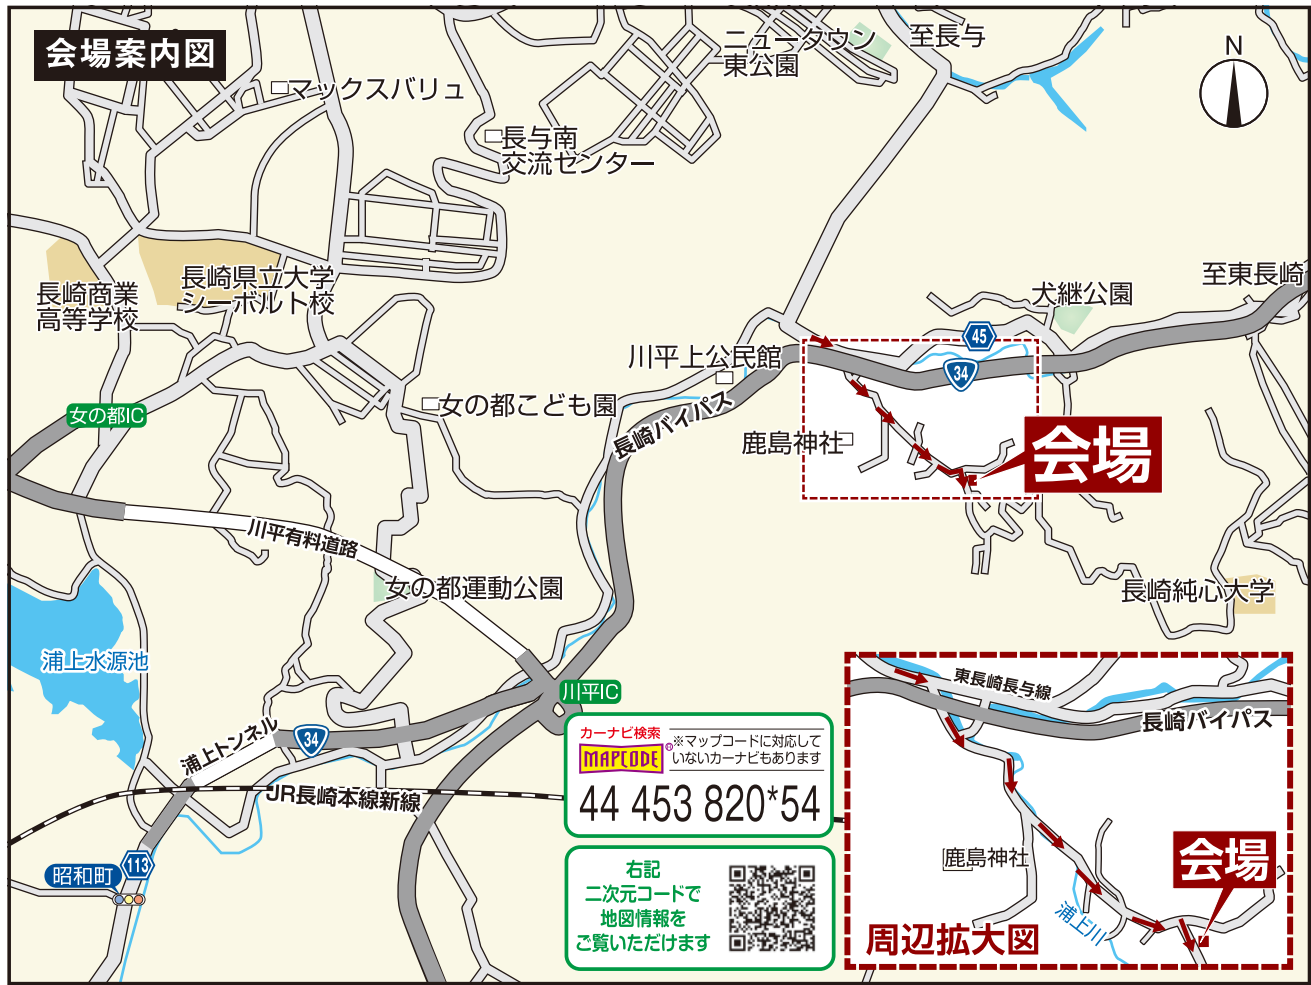 会場案内図
マックスバリュ
長与南
交流センター
ニュータウン
東公園
至長与
N
長崎商業
高等学校
長崎県立大学
シーボルト校
至東長崎
犬継公園
45
34
川平上公民館
女の都IC
女の都こども園
長崎バイパス
鹿島神社
会場
川平有料道路
女の都運動公園
長崎純心大学
浦上水源池
川平IC
浦上トンネル
34
JR長崎本線新線
113
昭和町
カーナビ検索
MAPCODE®
※マップコードに対応して
いないカーナビもあります
44 453 820*54
右記
二次元コードで
地図情報を
ご覧いただけます
東長崎長与線
長崎バイパス
鹿島神社
会場
浦上川
周辺拡大図